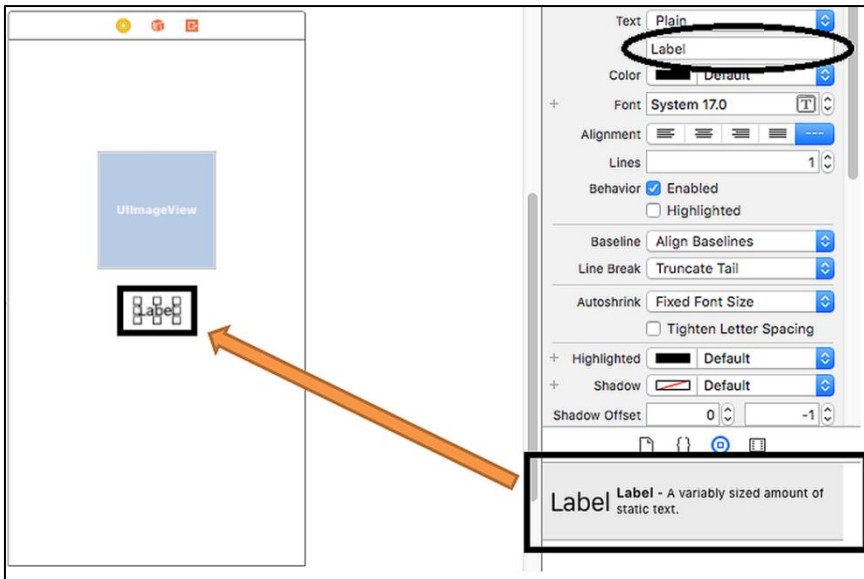 UIImageView
Label
Text Plain
Label
Color Default
Font System 17.0 T
Alignment
Lines 1
Behavior Enabled
Highlighted
Baseline Align Baselines
Line Break Truncate Tail
Autoshrink Fixed Font Size
Tighten Letter Spacing
Highlighted Default
Shadow Default
Shadow Offset 0 -1
{}
Label Label - A variably sized amount of
static text.